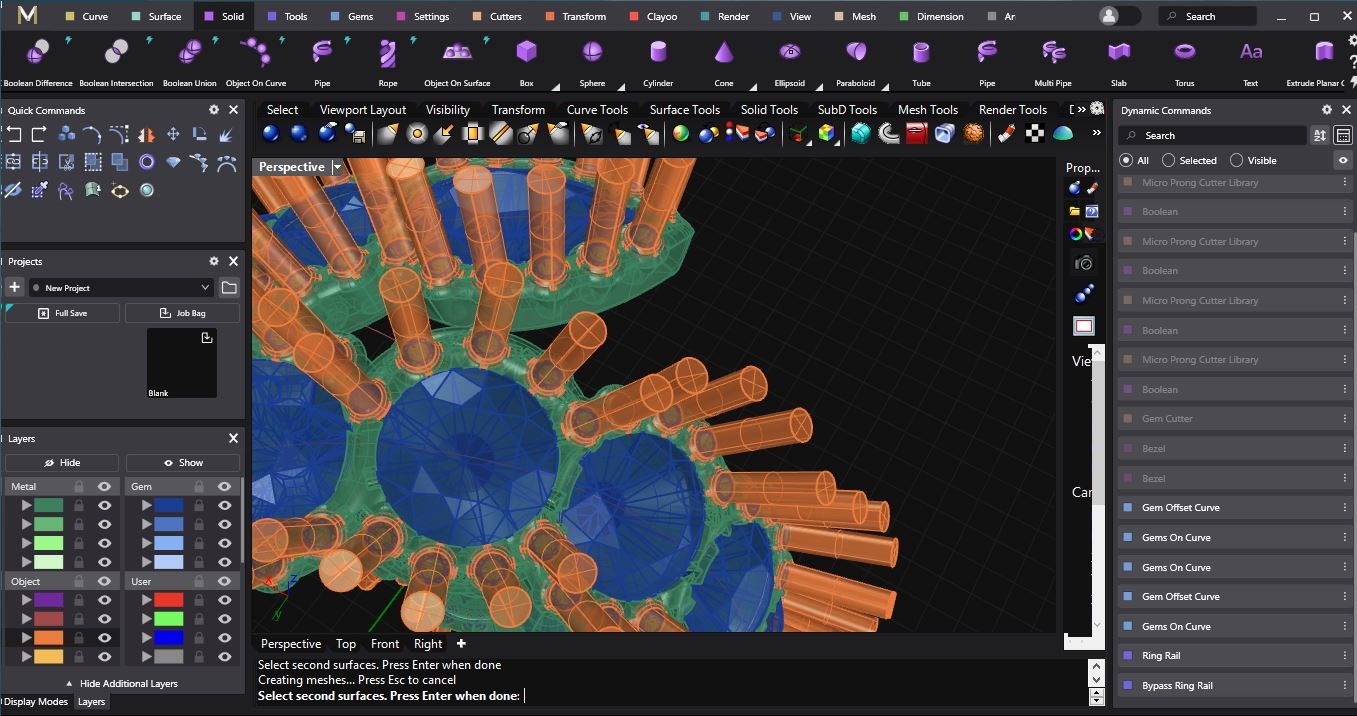 M Curve Surface Solid Tools Gems Settings Cutters Transform Clayoo Render View Mesh Dimension Ar Search
Boolean Difference Boolean Intersection Boolean Union Object On Curve Pipe Rope Object On Surface Box Sphere Cylinder Cone Ellipsoid Paraboloid Tube Pipe Multi Pipe Slab Torus Aa Text Extrude Planar C
Quick Commands
Select Viewport Layout Visibility Transform Curve Tools Surface Tools Solid Tools SubD Tools Mesh Tools Render Tools
Perspective
Prop...
Viev
Car
Projects
New Project
Full Save Job Bag
Blank
Layers
Hide Show
Metal Gem
Object User
Hide Additional Layers
Display Modes Layers
X
Z
Y
Perspective Top Front Right
Select second surfaces. Press Enter when done
Creating meshes... Press Esc to cancel
Select second surfaces. Press Enter when done:
Dynamic Commands
Search
All Selected Visible
Micro Prong Cutter Library
Boolean
Micro Prong Cutter Library
Boolean
Micro Prong Cutter Library
Boolean
Micro Prong Cutter Library
Boolean
Gem Cutter
Bezel
Bezel
Gem Offset Curve
Gems On Curve
Gems On Curve
Gem Offset Curve
Gems On Curve
Ring Rail
Bypass Ring Rail